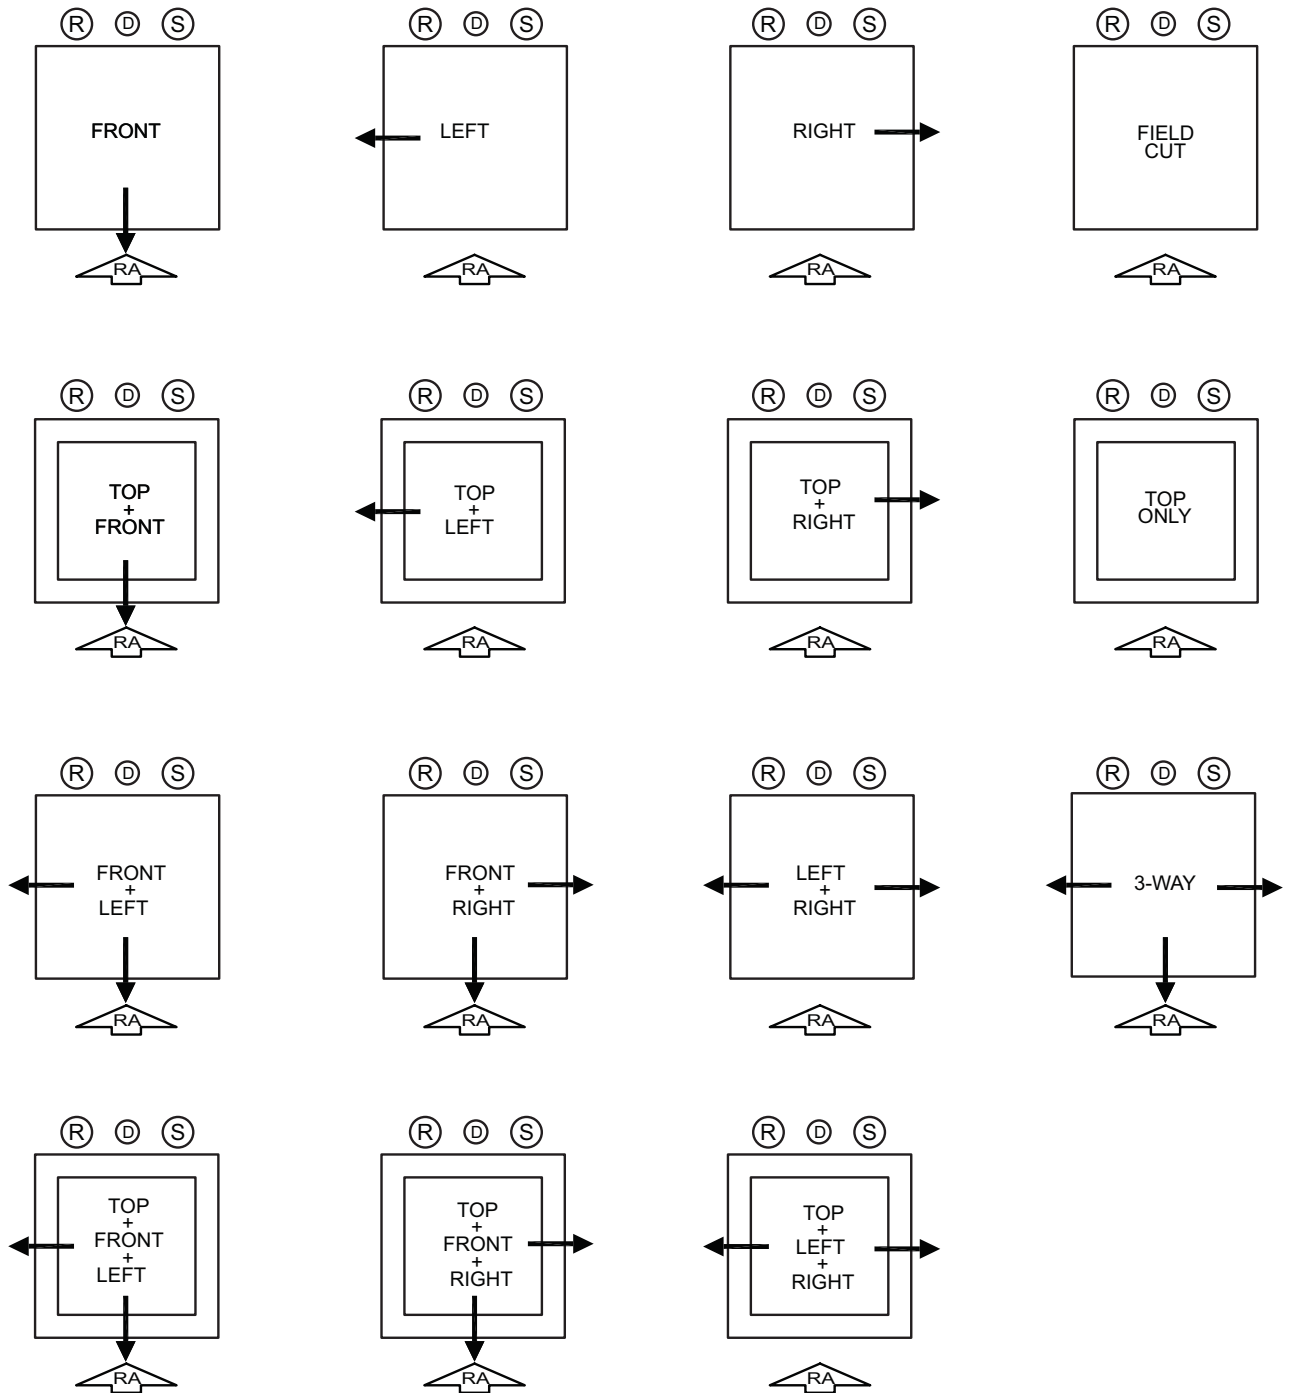 R D S R D S R D S R D S
FRONT LEFT RIGHT FIELD
CUT
RA RA RA RA
R D S R D S R D S R D S
TOP
+
FRONT
TOP
+
LEFT
TOP
+
RIGHT
TOP
ONLY
RA RA RA RA
R D S R D S R D S R D S
FRONT
+
LEFT
FRONT
+
RIGHT
LEFT
+
RIGHT
3-WAY
RA RA RA RA
R D S R D S R D S
TOP
+
FRONT
+
LEFT
TOP
+
FRONT
+
RIGHT
TOP
+
LEFT
+
RIGHT
RA RA RA